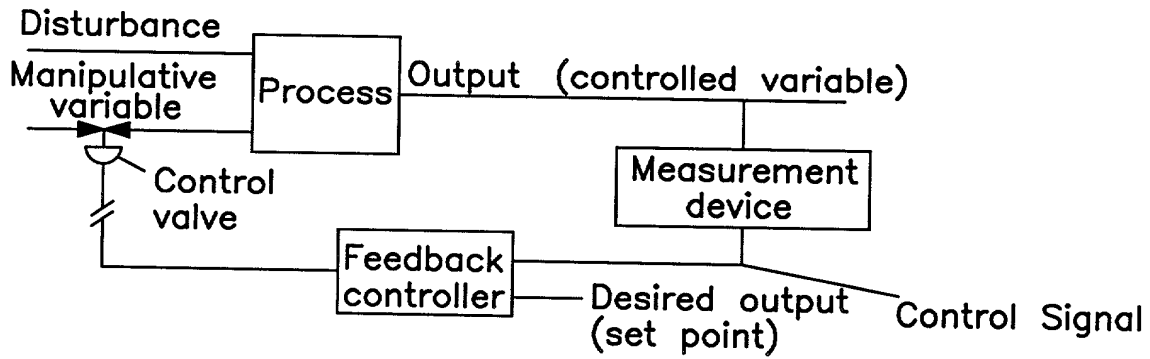 Disturbance
Manipulative
variable
Process
Output (controlled variable)
Control
valve
Measurement
device
Feedback
controller
Desired output
(set point)
Control Signal